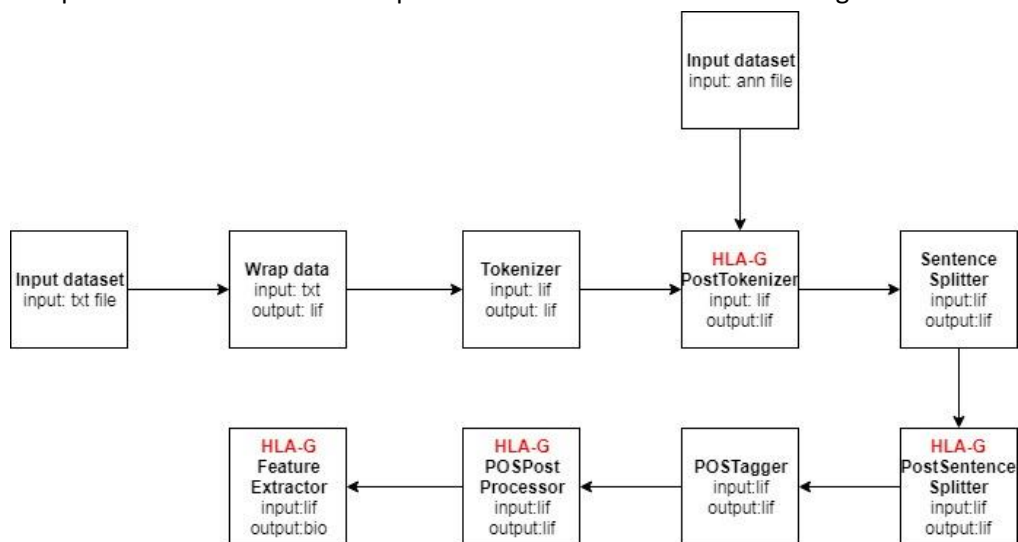 Input dataset
input: ann file
Input dataset
input: txt file
Wrap data
input: txt
output: lif
Tokenizer
input: lif
output: lif
HLA-G
PostTokenizer
input: lif
output:lif
Sentence
Splitter
input:lif
output:lif
HLA-G
Feature
Extractor
input:lif
output:bio
HLA-G
POSPost
Processor
input:lif
output:lif
POSTagger
input:lif
output:lif
HLA-G
PostSentence
Splitter
input:lif
output:lif